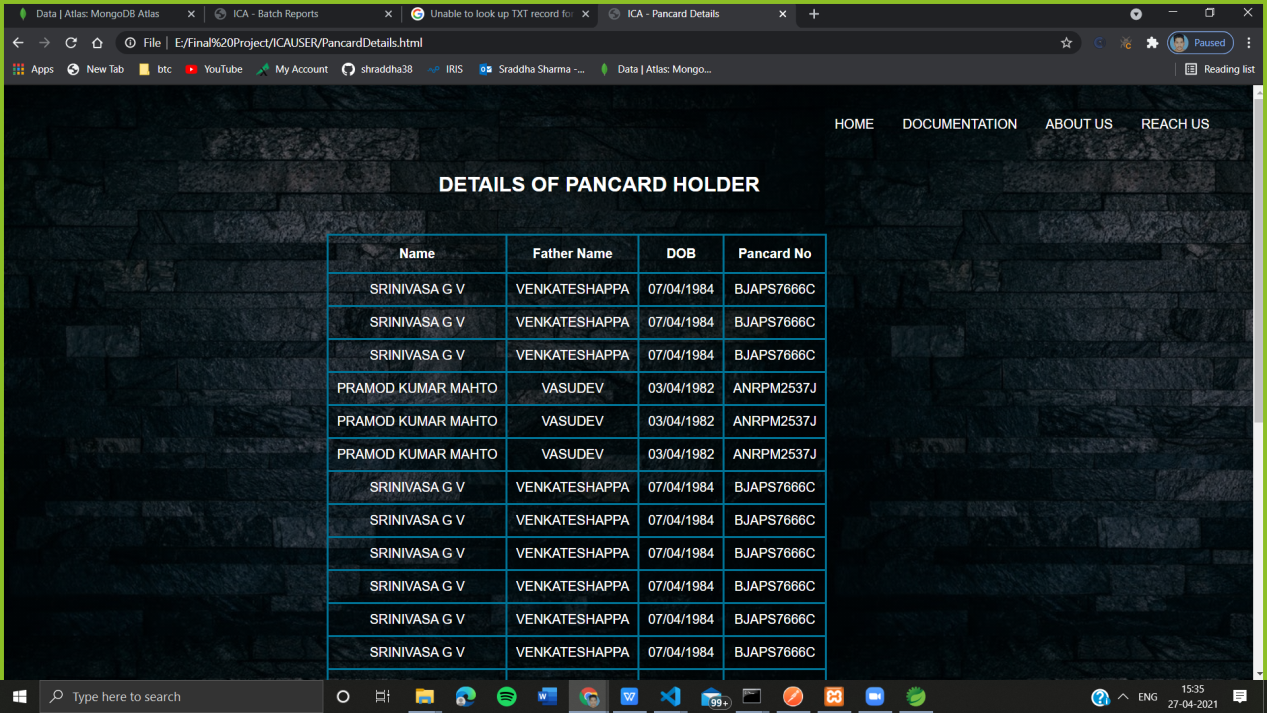 Data | Atlas: MongoDB Atlas
ICA - Batch Reports
Unable to look up TXT record for
ICA - Pancard Details
File | E:/Final%20Project/ICAUSER/PancardDetails.html
Paused
Apps New Tab btc YouTube My Account shraddha38 IRIS Sraddha Sharma -... Data | Atlas: Mongo... Reading list
HOME DOCUMENTATION ABOUT US REACH US
DETAILS OF PANCARD HOLDER
Name Father Name DOB Pancard No
SRINIVASA G V VENKATESHAPPA 07/04/1984 BJAPS7666C
SRINIVASA G V VENKATESHAPPA 07/04/1984 BJAPS7666C
SRINIVASA G V VENKATESHAPPA 07/04/1984 BJAPS7666C
PRAMOD KUMAR MAHTO VASUDEV 03/04/1982 ANRPM2537J
PRAMOD KUMAR MAHTO VASUDEV 03/04/1982 ANRPM2537J
PRAMOD KUMAR MAHTO VASUDEV 03/04/1982 ANRPM2537J
SRINIVASA G V VENKATESHAPPA 07/04/1984 BJAPS7666C
SRINIVASA G V VENKATESHAPPA 07/04/1984 BJAPS7666C
SRINIVASA G V VENKATESHAPPA 07/04/1984 BJAPS7666C
SRINIVASA G V VENKATESHAPPA 07/04/1984 BJAPS7666C
SRINIVASA G V VENKATESHAPPA 07/04/1984 BJAPS7666C
SRINIVASA G V VENKATESHAPPA 07/04/1984 BJAPS7666C
Type here to search
99+
ENG
15:35
27-04-2021